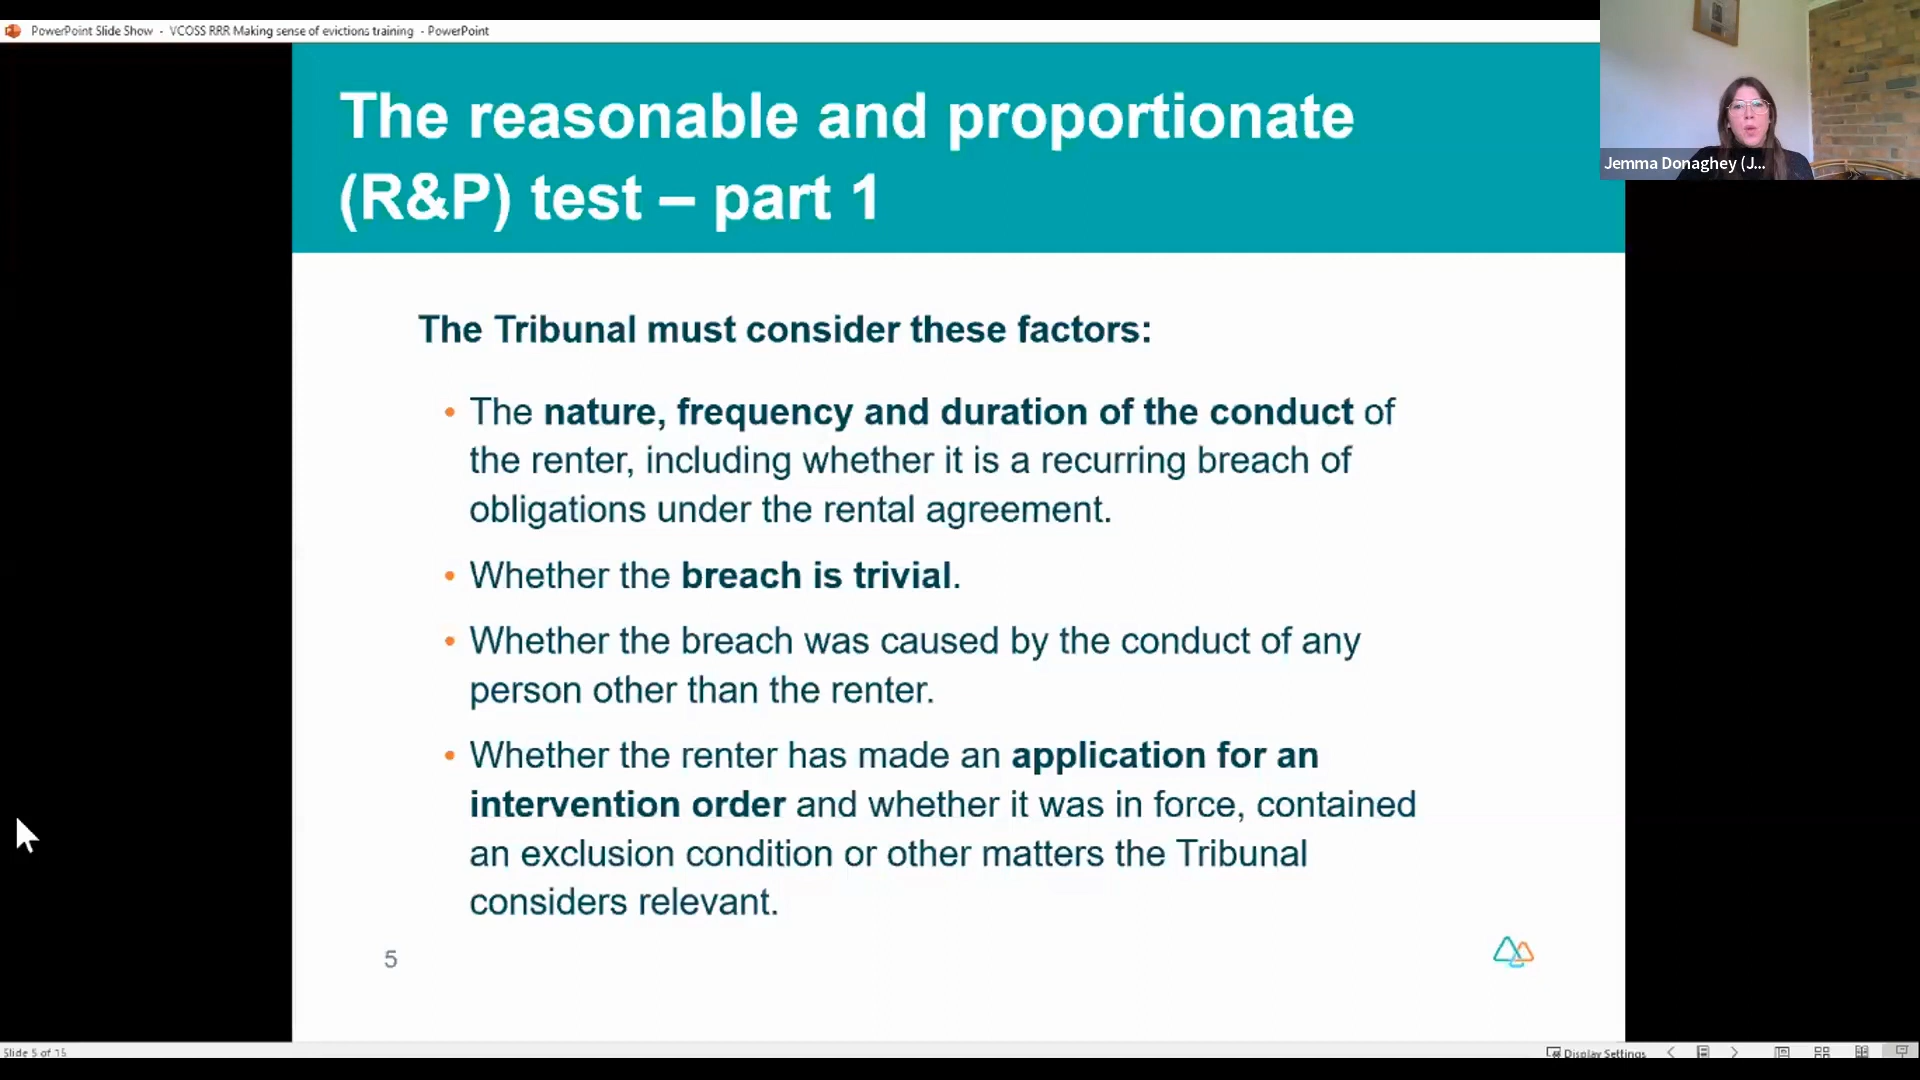 PowerPoint Slide Show - VCOSS RRR Making sense of evictions training - PowerPoint
The reasonable and proportionate
(R&P) test – part 1
Jemma Donaghey (J...
The Tribunal must consider these factors:
• The nature, frequency and duration of the conduct of
the renter, including whether it is a recurring breach of
obligations under the rental agreement.
• Whether the breach is trivial.
• Whether the breach was caused by the conduct of any
person other than the renter.
• Whether the renter has made an application for an
intervention order and whether it was in force, contained
an exclusion condition or other matters the Tribunal
considers relevant.
5
Slide 5 of 15
Display Settings